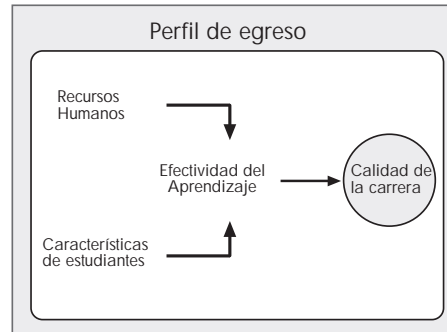 Perfil de egreso
Recursos
Humanos
Efectividad del
Aprendizaje
Calidad de
la carrera
Características
de estudiantes